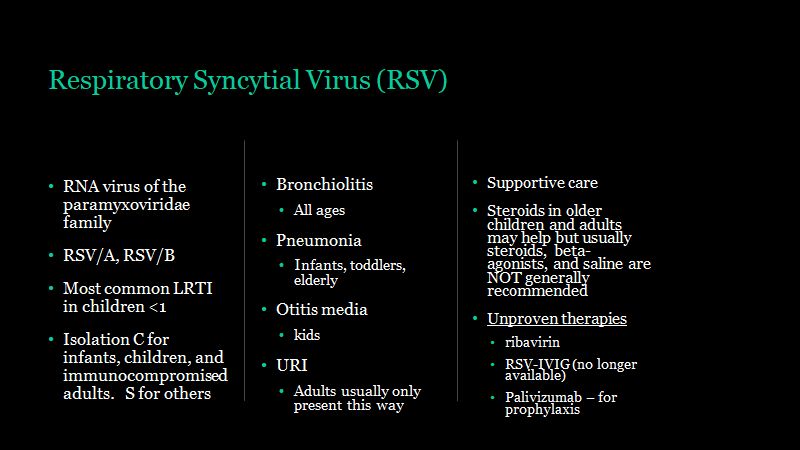 Respiratory Syncytial Virus (RSV)
• RNA virus of the
paramyxoviridae
family
• RSV/A, RSV/B
• Most common LRTI
in children <1
• Isolation C for
infants, children, and
immunocompromised
adults.   S for others
• Bronchiolitis
• All ages
• Pneumonia
• Infants, toddlers,
elderly
• Otitis media
• kids
• URI
• Adults usually only
present this way
• Supportive care
• Steroids in older
children and adults
may help but usually
steroids, beta-
agonists, and saline are
NOT generally
recommended
• Unproven therapies
• ribavirin
• RSV-IVIG (no longer
available)
• Palivizumab – for
prophylaxis